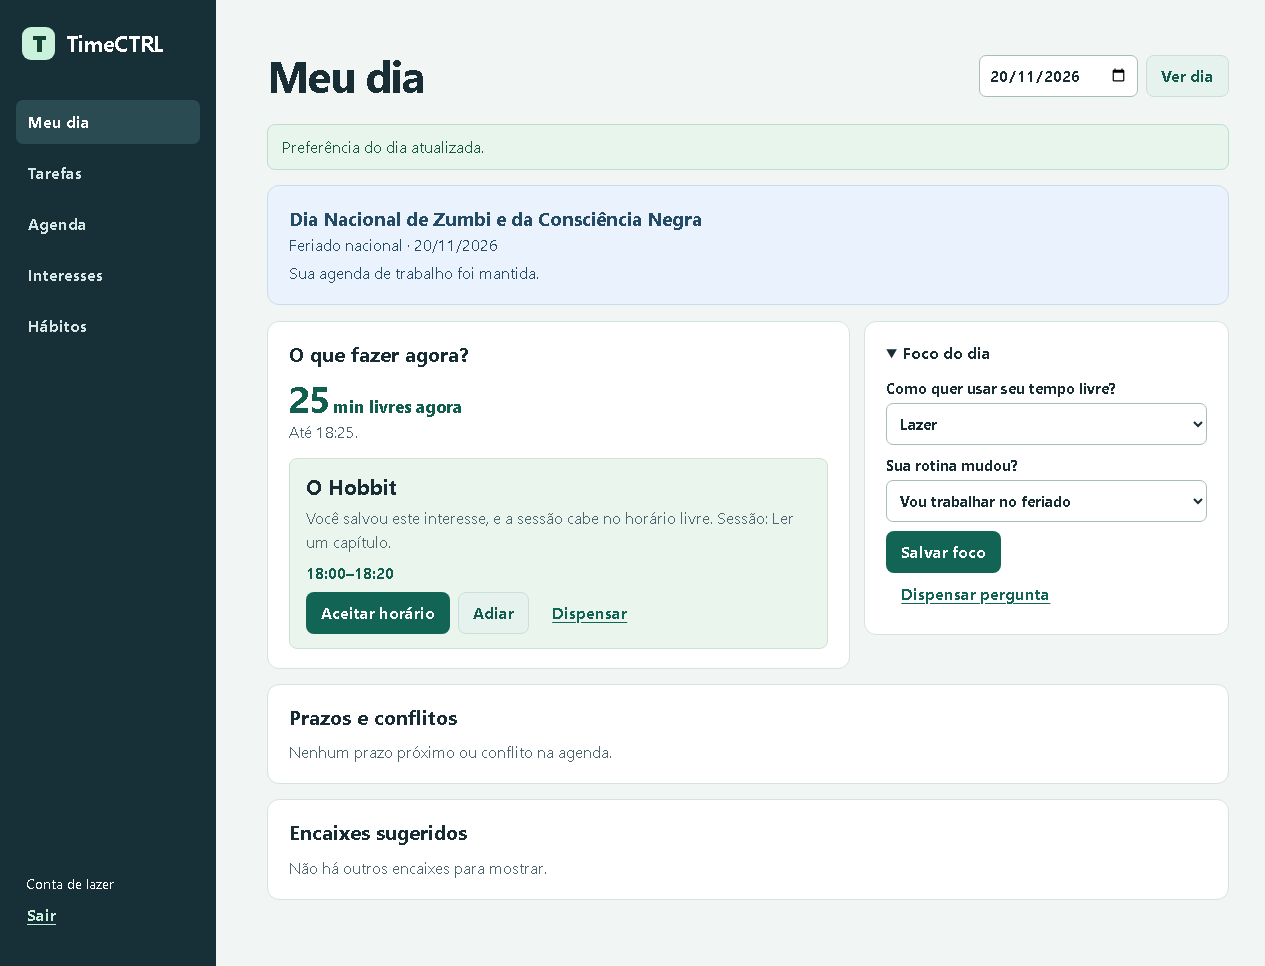 T TimeCTRL
Meu dia
Tarefas
Agenda
Interesses
Hábitos
Conta de lazer
Sair
Meu dia
20/11/2026
Ver dia
Preferência do dia atualizada.
Dia Nacional de Zumbi e da Consciência Negra
Feriado nacional · 20/11/2026
Sua agenda de trabalho foi mantida.
O que fazer agora?
25 min livres agora
Até 18:25.
O Hobbit
Você salvou este interesse, e a sessão cabe no horário livre. Sessão: Ler
um capítulo.
18:00–18:20
Aceitar horário
Adiar
Dispensar
▼ Foco do dia
Como quer usar seu tempo livre?
Lazer
Sua rotina mudou?
Vou trabalhar no feriado
Salvar foco
Dispensar pergunta
Prazos e conflitos
Nenhum prazo próximo ou conflito na agenda.
Encaixes sugeridos
Não há outros encaixes para mostrar.